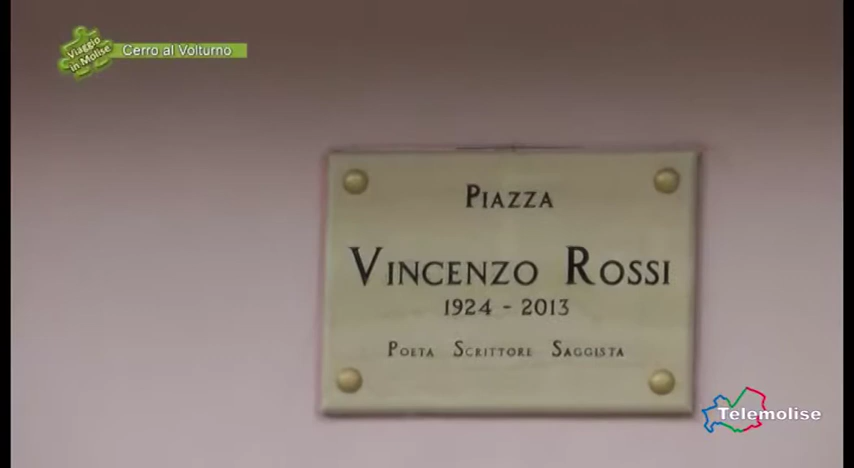 Viaggio
in Molise
Cerro al Volturno
PIAZZA
VINCENZO ROSSI
1924 - 2013
POETA SCRITTORE SAGGISTA
Telemolise